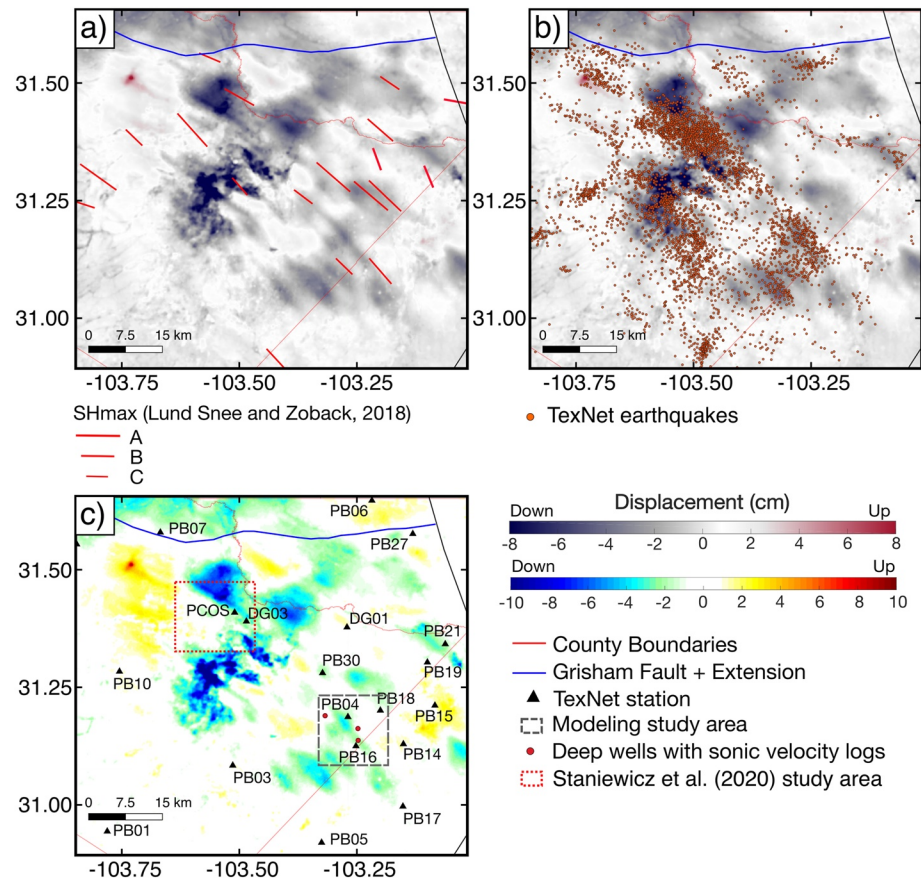 a)
31.50
31.25
31.00
0 7.5 15 km
-103.75 -103.50 -103.25
b)
31.50
31.25
31.00
0 7.5 15 km
-103.75 -103.50 -103.25
SHmax (Lund Snee and Zoback, 2018)
A
B
C
TexNet earthquakes
c)
PB06
PB07
PB27
31.50
PCOS DG03
DG01
PB21
PB30
PB19
31.25
PB10
PB04 PB18
PB15
PB16
PB14
PB03
31.00
PB17
0 7.5 15 km
PB01
PB05
-103.75 -103.50 -103.25
Displacement (cm)
Down Up
-8 -6 -4 -2 0 2 4 6 8
Down Up
-10 -8 -6 -4 -2 0 2 4 6 8 10
County Boundaries
Grisham Fault + Extension
TexNet station
Modeling study area
Deep wells with sonic velocity logs
Staniewicz et al. (2020) study area